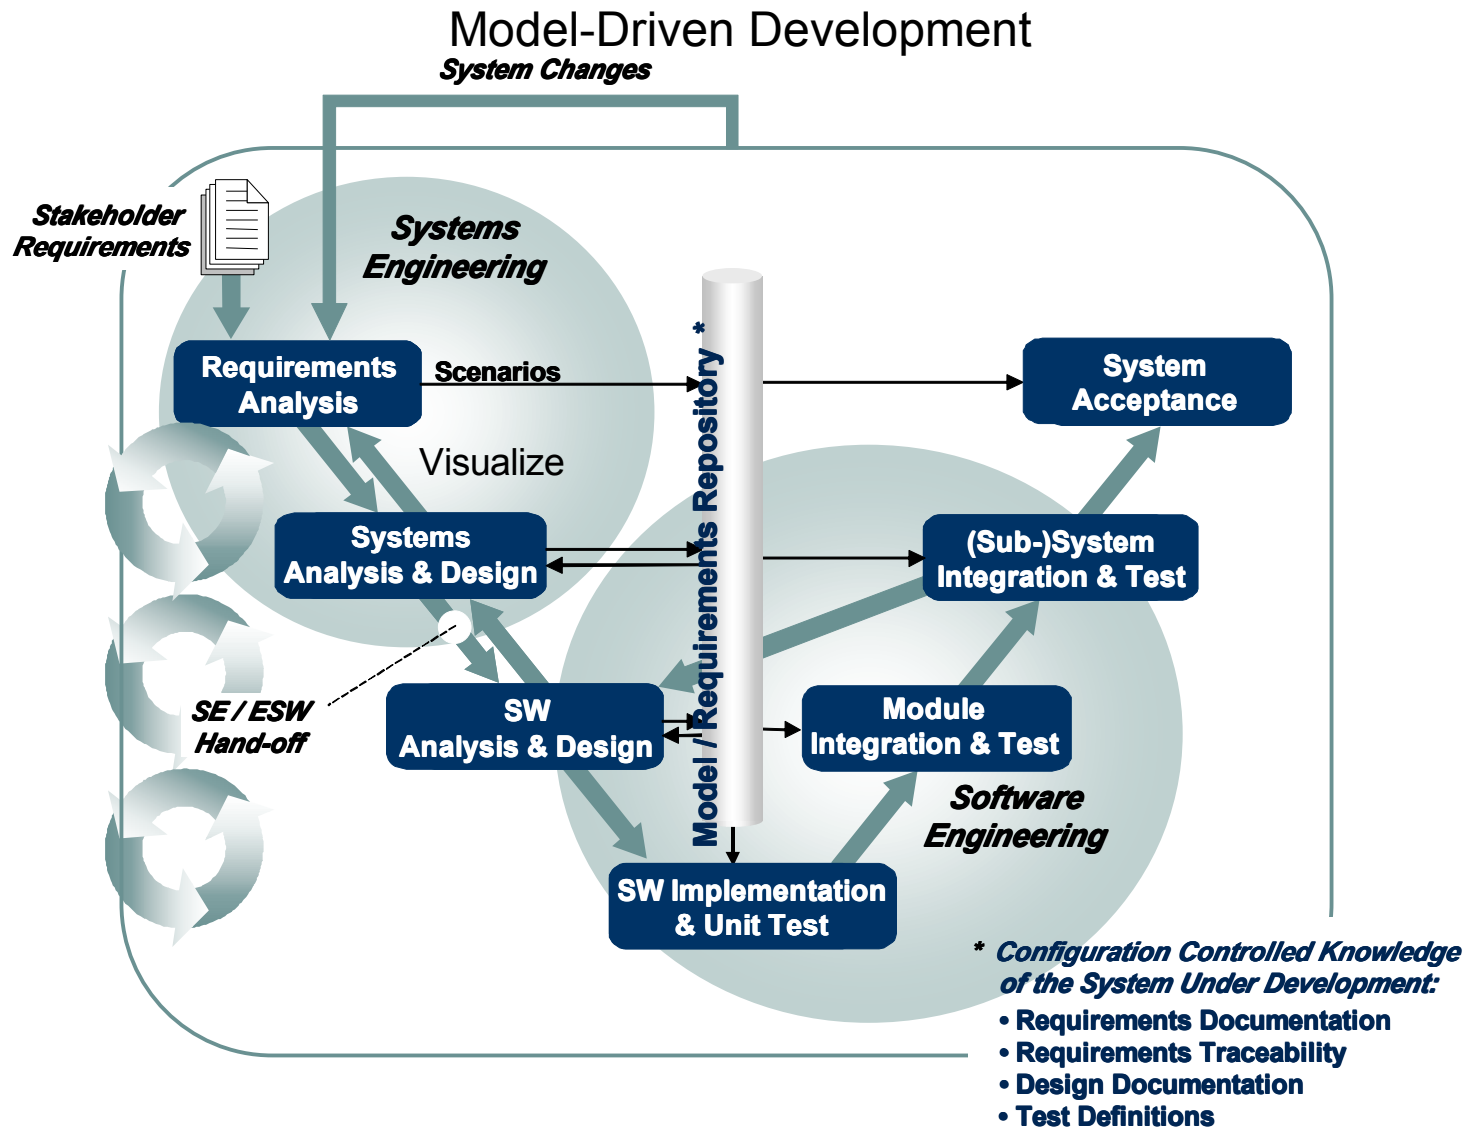 Model-Driven Development
System Changes
Stakeholder
Requirements
Systems
Engineering
Requirements
Analysis
Scenarios
Model / Requirements Repository *
System
Acceptance
Visualize
Systems
Analysis & Design
(Sub-)System
Integration & Test
SE / ESW
Hand-off
SW
Analysis & Design
Module
Integration & Test
Software
Engineering
SW Implementation
& Unit Test
* Configuration Controlled Knowledge
of the System Under Development:
• Requirements Documentation
• Requirements Traceability
• Design Documentation
• Test Definitions